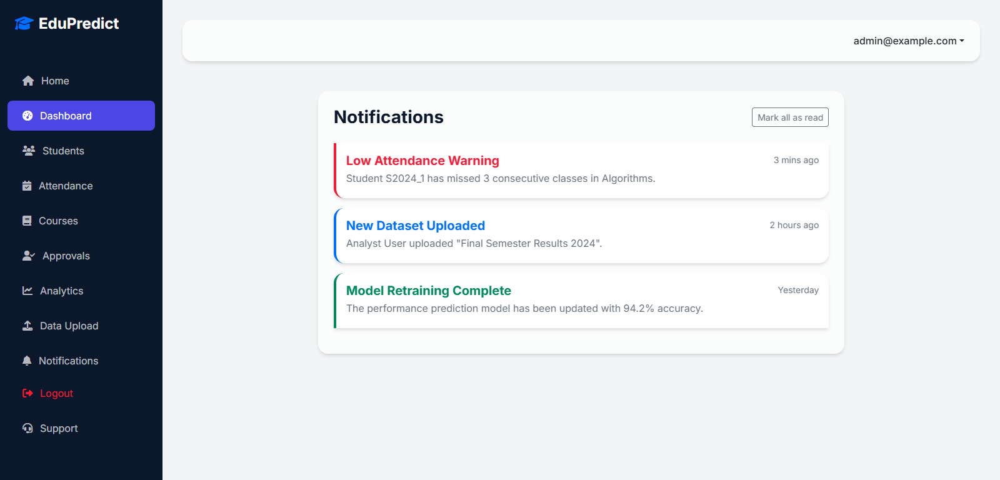 EduPredict
Home
Dashboard
Students
Attendance
Courses
Approvals
Analytics
Data Upload
Notifications
Logout
Support
admin@example.com
Notifications
Mark all as read
Low Attendance Warning
3 mins ago
Student S2024_1 has missed 3 consecutive classes in Algorithms.
New Dataset Uploaded
2 hours ago
Analyst User uploaded "Final Semester Results 2024".
Model Retraining Complete
Yesterday
The performance prediction model has been updated with 94.2% accuracy.